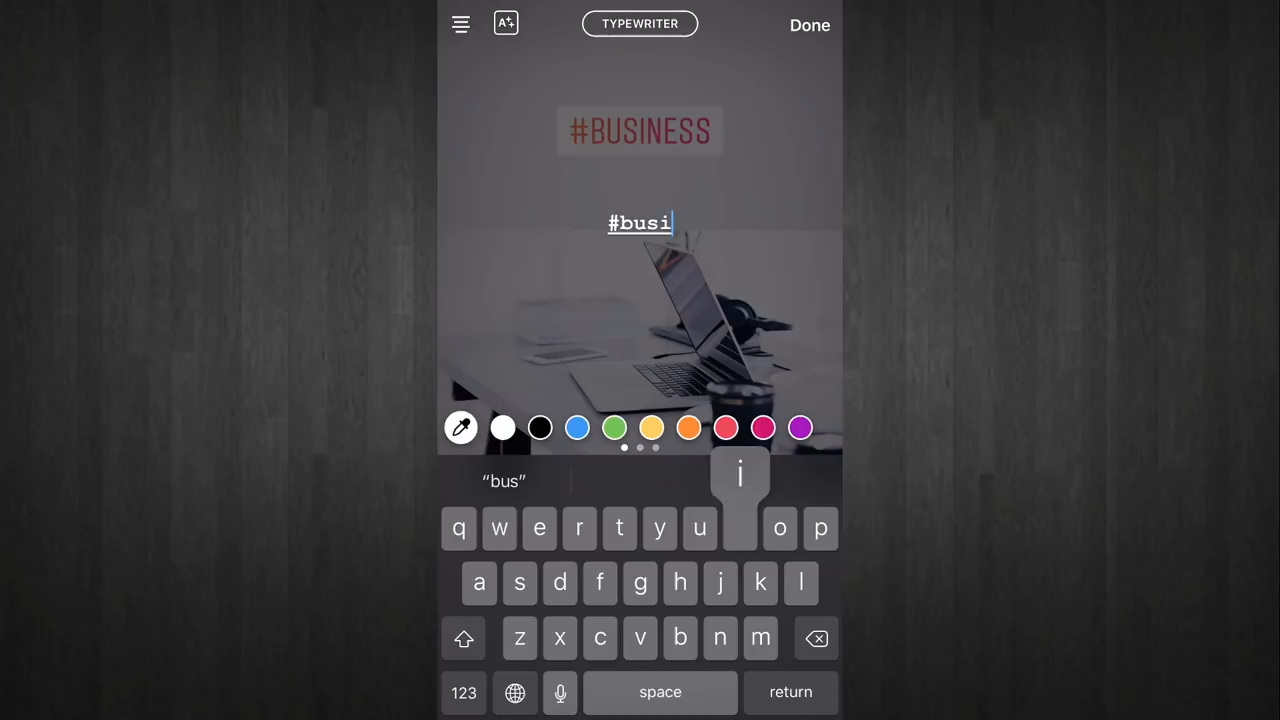 TYPEWRITER
Done
#BUSINESS
#busi
“bus”
i
q w e r t y u o p
a s d f g h j k l
z x c v b n m
123 space return